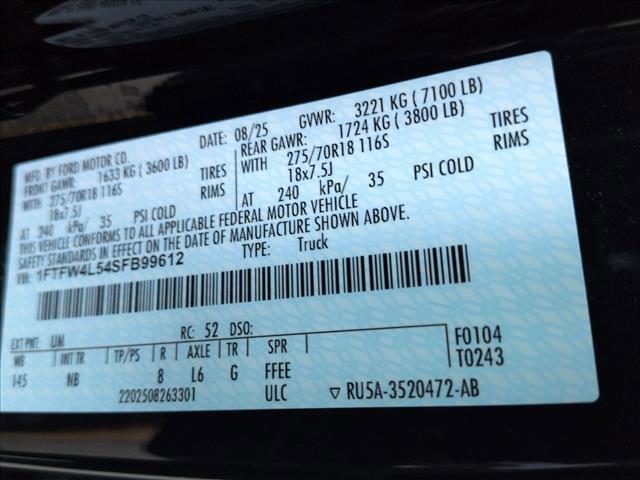 MFD. BY FORD MOTOR CO.
DATE: 08/25 GVWR: 3221 KG ( 7100 LB)
FRONT GAWR: 1633 KG ( 3600 LB) REAR GAWR: 1724 KG ( 3800 LB)
WITH 275/70R18 116S TIRES WITH 275/70R18 116S TIRES
18x7.5J RIMS 18x7.5J RIMS
AT 240 kPa/ 35 PSI COLD AT 240 kPa/ 35 PSI COLD
THIS VEHICLE CONFORMS TO ALL APPLICABLE FEDERAL MOTOR VEHICLE
SAFETY STANDARDS IN EFFECT ON THE DATE OF MANUFACTURE SHOWN ABOVE.
VIN: 1FTFW4L54SFB99612 TYPE: Truck
EXT PNT: UM RC: 52 DSO:
WB INT TR TP/PS R AXLE TR SPR F0104
145 NB 8 L6 G FFEE T0243
2202508263301 ULC ▽ RU5A-3520472-AB